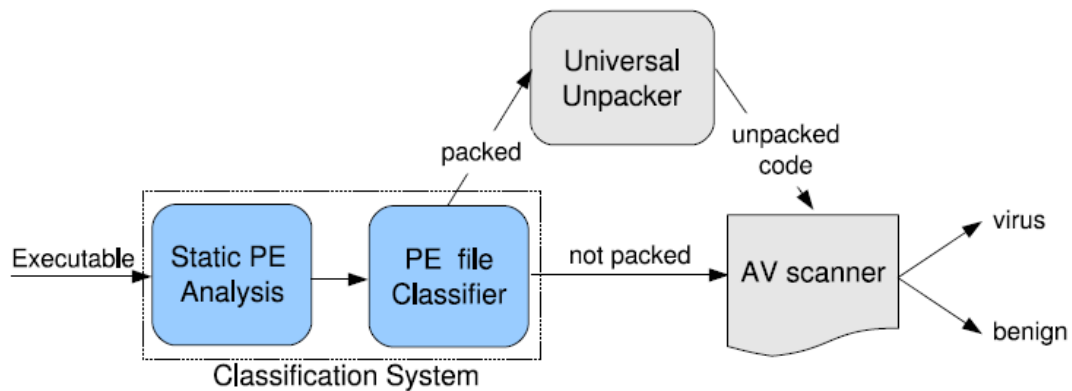 Universal
Unpacker
packed
unpacked
code
Executable
Static PE
Analysis
PE file
Classifier
not packed
AV scanner
virus
benign
Classification System